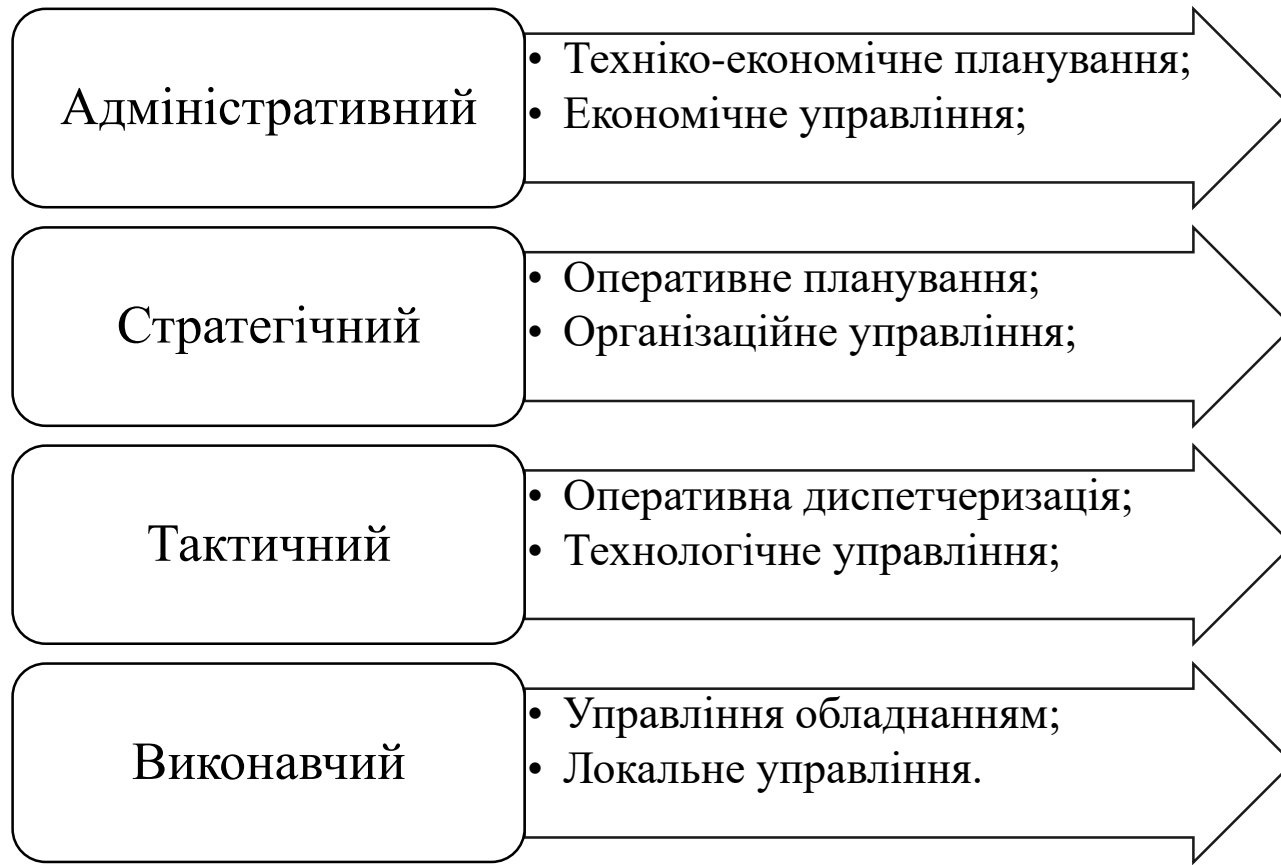 Адміністративний
• Техніко-економічне планування;
• Економічне управління;
Стратегічний
• Оперативне планування;
• Організаційне управління;
Тактичний
• Оперативна диспетчеризація;
• Технологічне управління;
Виконавчий
• Управління обладнанням;
• Локальне управління.